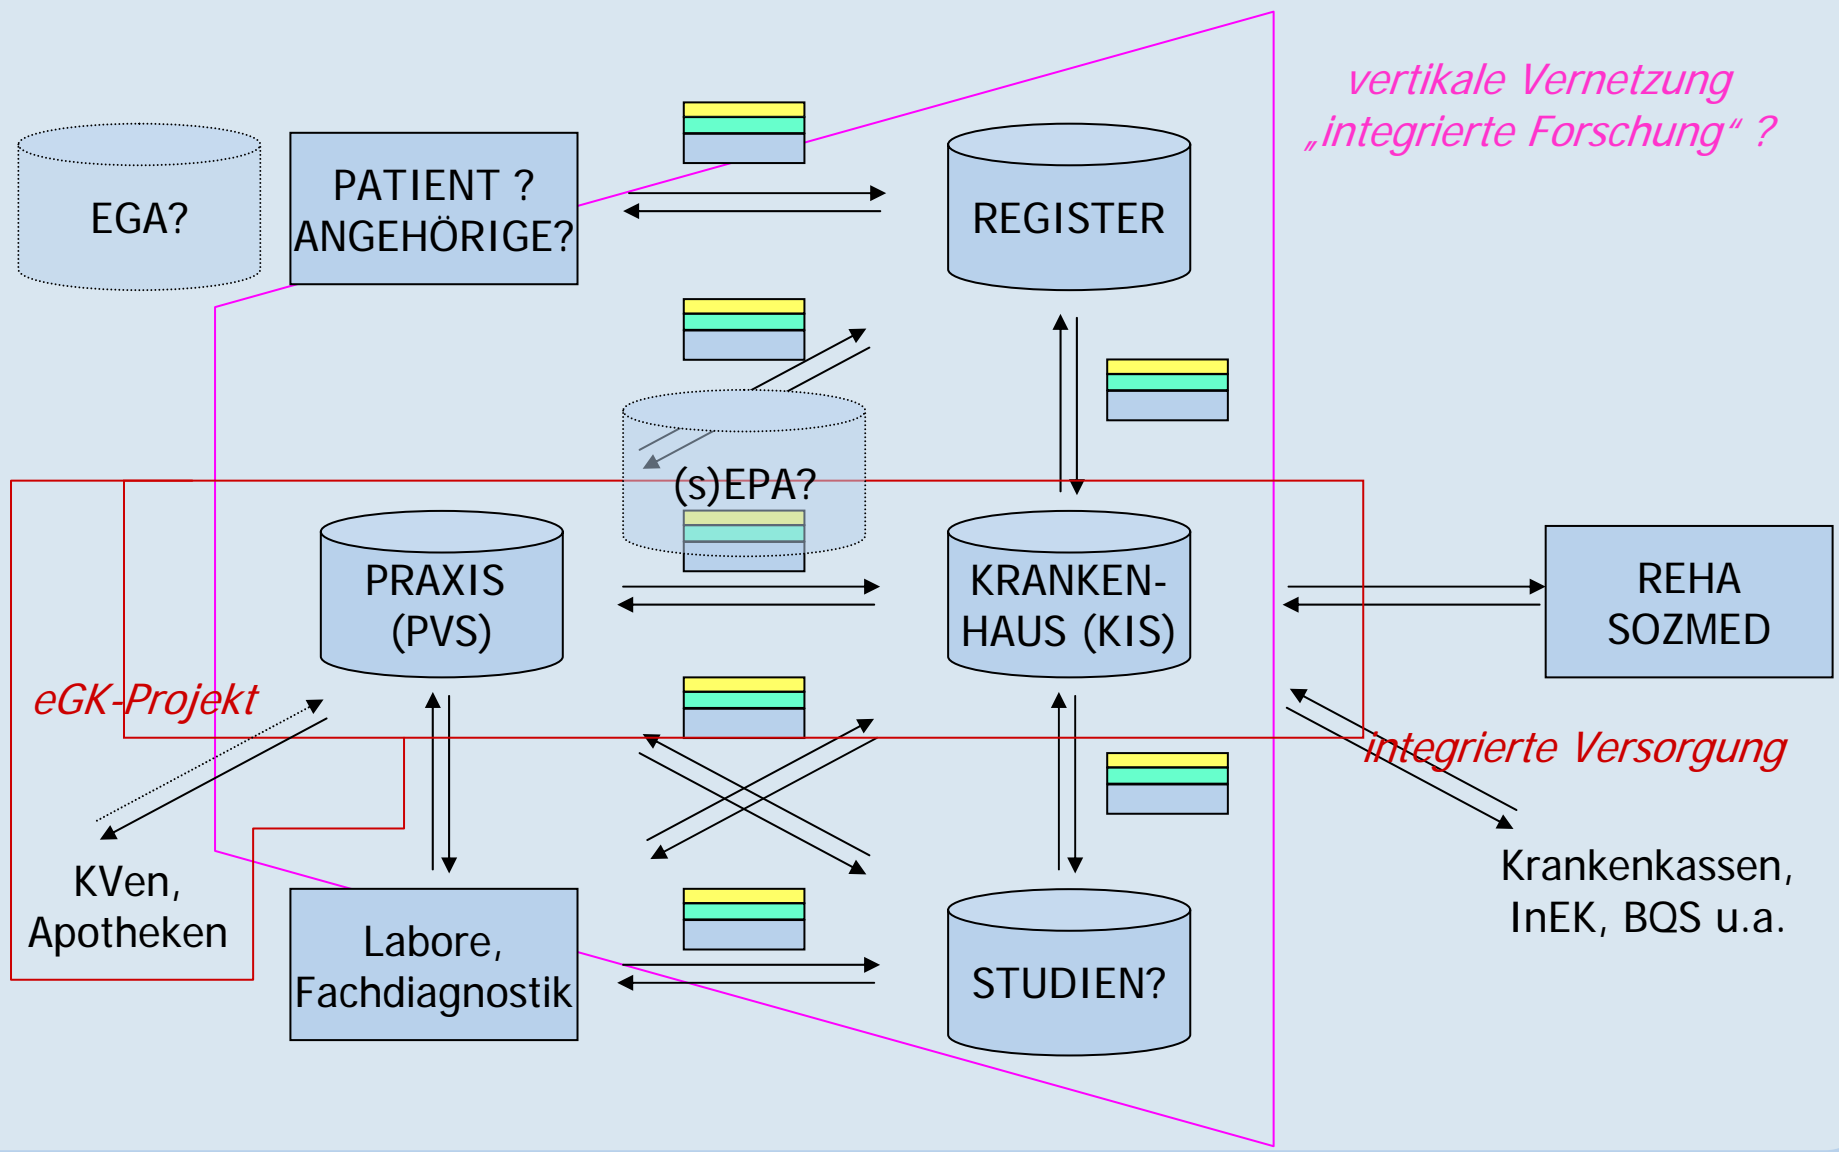 vertikale Vernetzung
„integrierte Forschung“ ?
EGA?
PATIENT ?
ANGEHÖRIGE?
REGISTER
(s)EPA?
PRAXIS
(PVS)
KRANKEN-
HAUS (KIS)
REHA
SOZMED
eGK-Projekt
integrierte Versorgung
KVen,
Apotheken
Labore,
Fachdiagnostik
STUDIEN?
Krankenkassen,
InEK, BQS u.a.